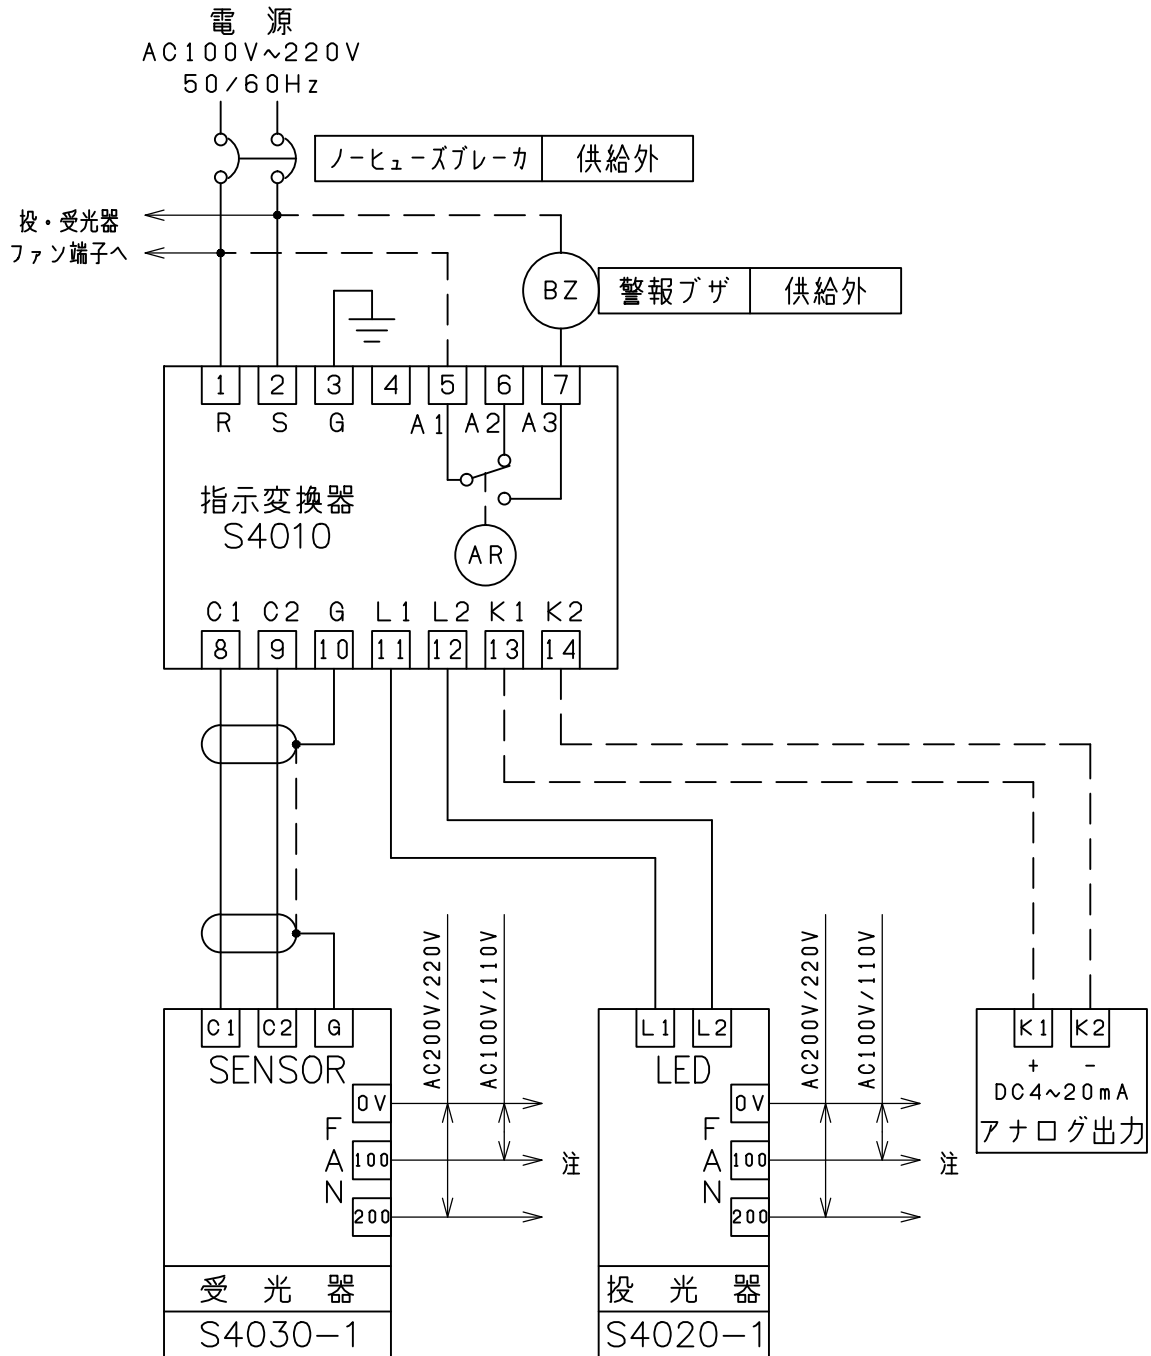 電 源
AC100V~220V
50/60Hz
ノーヒューズブレーカ 供給外
投・受光器
ファン端子へ
BZ 警報ブザ 供給外
1 2 3 4 5 6 7
R S G A1 A2 A3
指示変換器
S4010
AR
C1 C2 G L1 L2 K1 K2
8 9 10 11 12 13 14
AC200V/220V
AC100V/110V
AC200V/220V
AC100V/110V
C1 C2 G
SENSOR
0V
FAN
100
注
200
受 光 器
S4030-1
L1 L2
LED
0V
FAN
100
注
200
投 光 器
S4020-1
K1 K2
+ -
DC4~20mA
アナログ出力